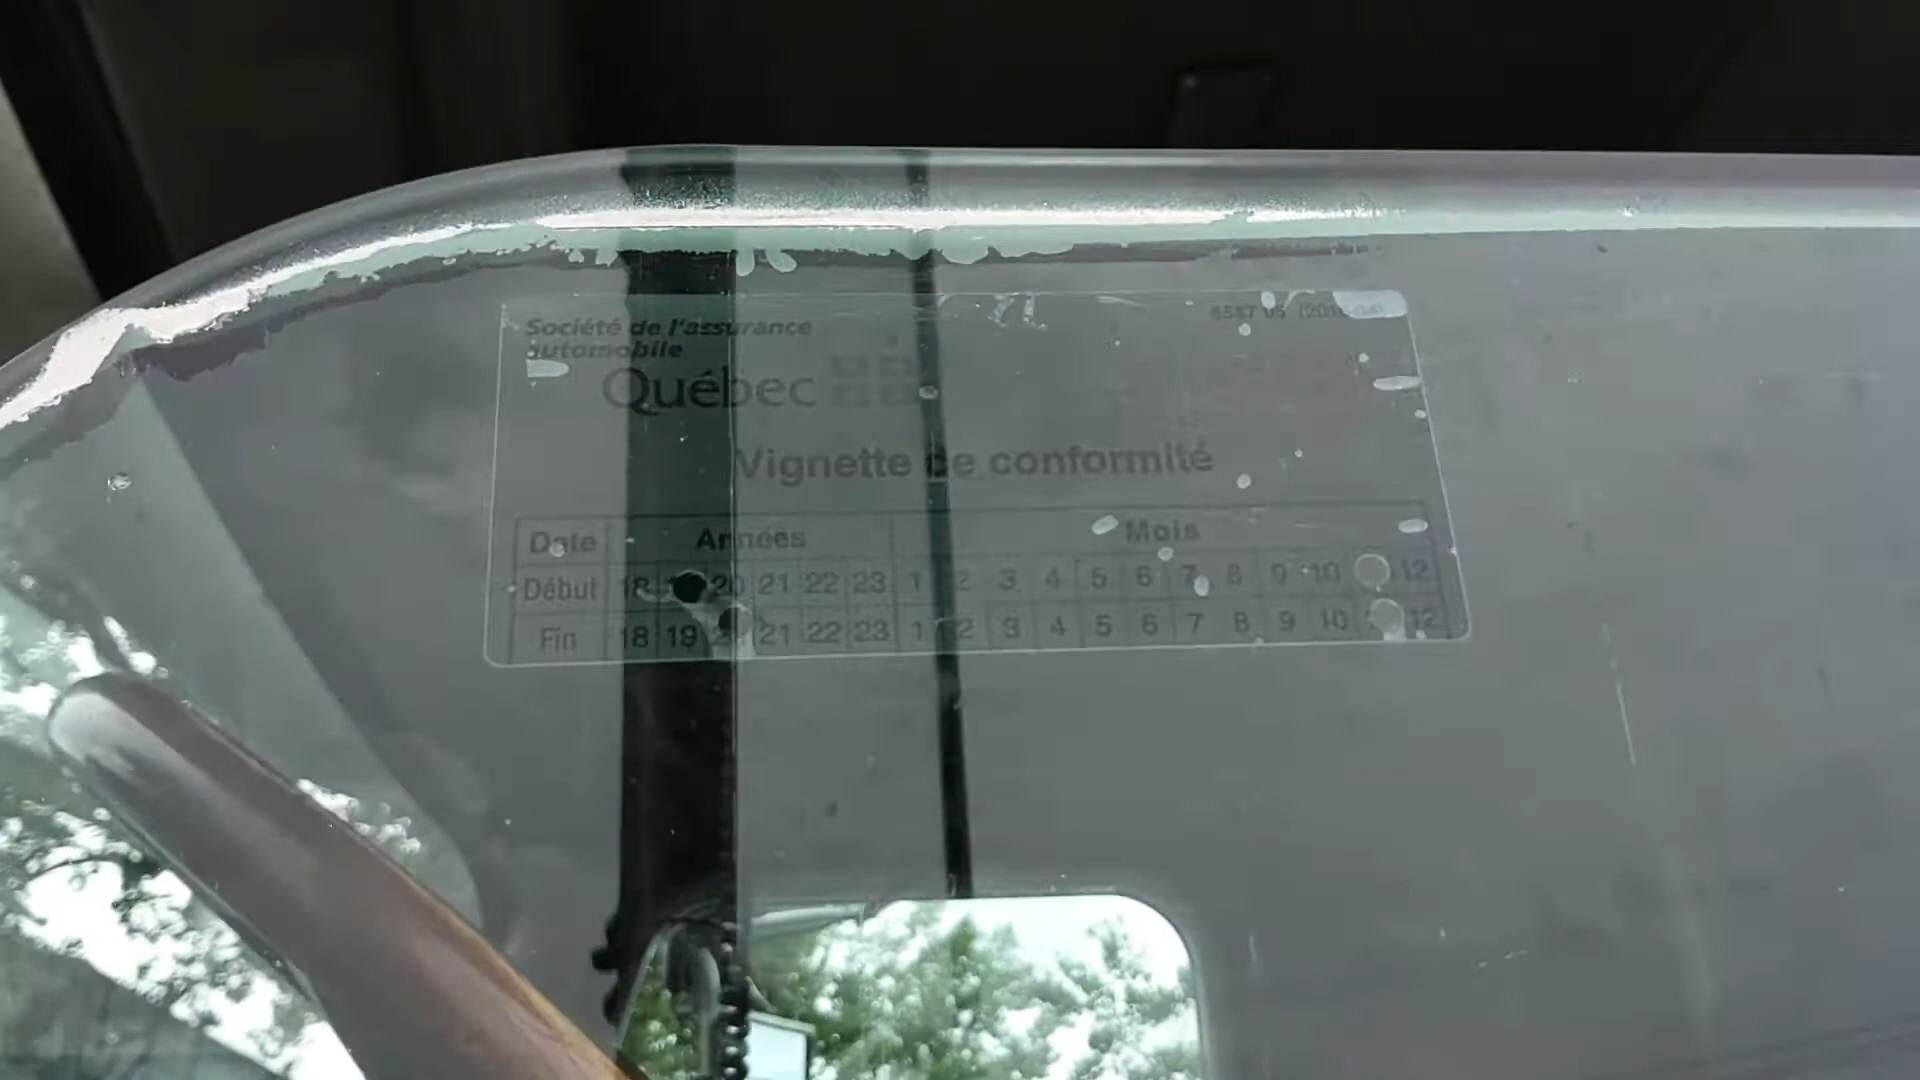 Société de l'assurance
automobile
Québec
Vignette de conformité
Date Années Mois
Début 18 20 21 22 23 1 2 3 4 5 6 7 8 9 10 12
Fin 18 19 21 22 23 1 2 3 4 5 6 7 8 9 10 12